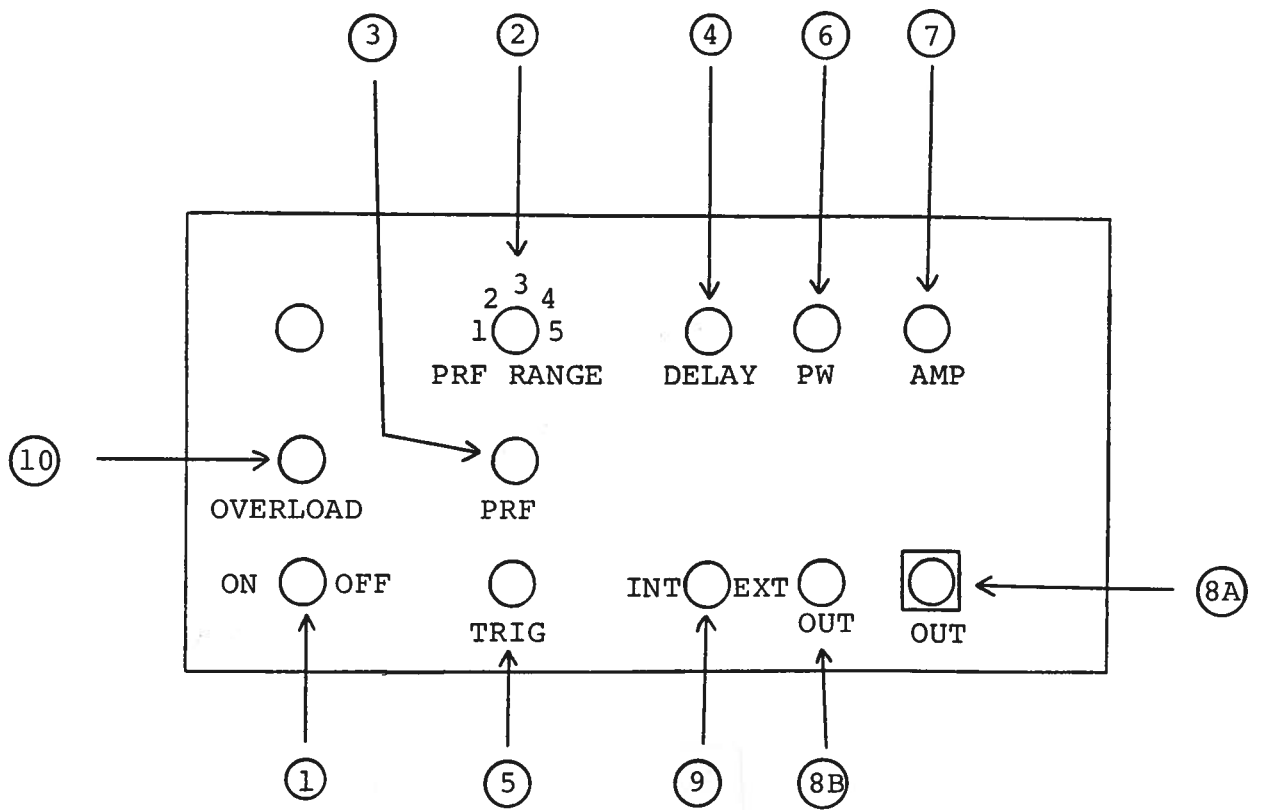 3 2 4 6 7
3
2 4
1 5
PRF RANGE DELAY PW AMP
10
OVERLOAD PRF
ON OFF INT EXT 8A
TRIG OUT OUT
1 5 9 8B